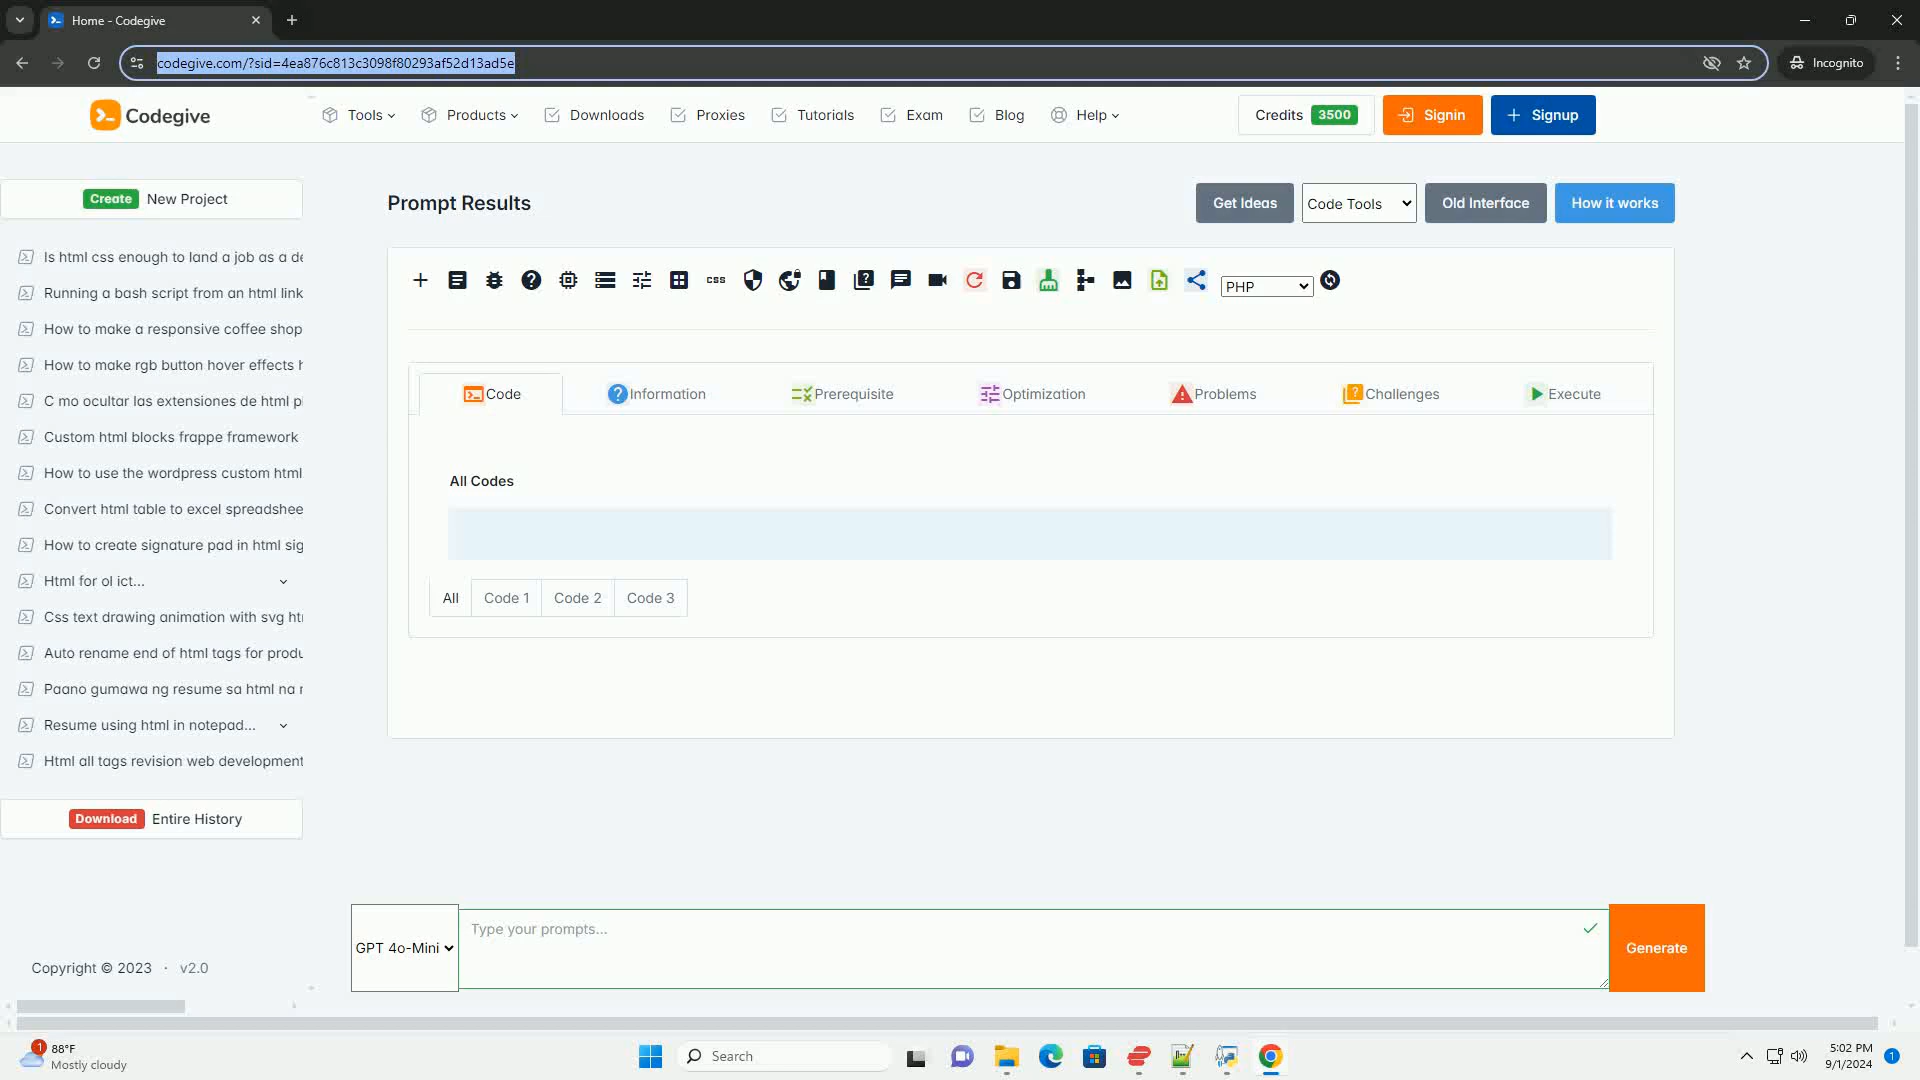 Home - Codegive
codegive.com/?sid=4ea876c813c3098f80293af52d13ad5e
Incognito
Codegive
Tools
Products
Downloads
Proxies
Tutorials
Exam
Blog
Help
Credits 3500
Signin
Signup
Create New Project
Is html css enough to land a job as a de
Running a bash script from an html link
How to make a responsive coffee shop
How to make rgb button hover effects h
C mo ocultar las extensiones de html p
Custom html blocks frappe framework
How to use the wordpress custom html
Convert html table to excel spreadshee
How to create signature pad in html sig
Html for ol ict...
Css text drawing animation with svg ht
Auto rename end of html tags for produ
Paano gumawa ng resume sa html na
Resume using html in notepad...
Html all tags revision web development
Download Entire History
Copyright © 2023 · v2.0
Prompt Results
Get Ideas
Code Tools
Old Interface
How it works
css
PHP
Code
Information
Prerequisite
Optimization
Problems
Challenges
Execute
All Codes
All
Code 1
Code 2
Code 3
GPT 4o-Mini
Type your prompts...
Generate
1
88°F
Mostly cloudy
Search
5:02 PM
9/1/2024
1